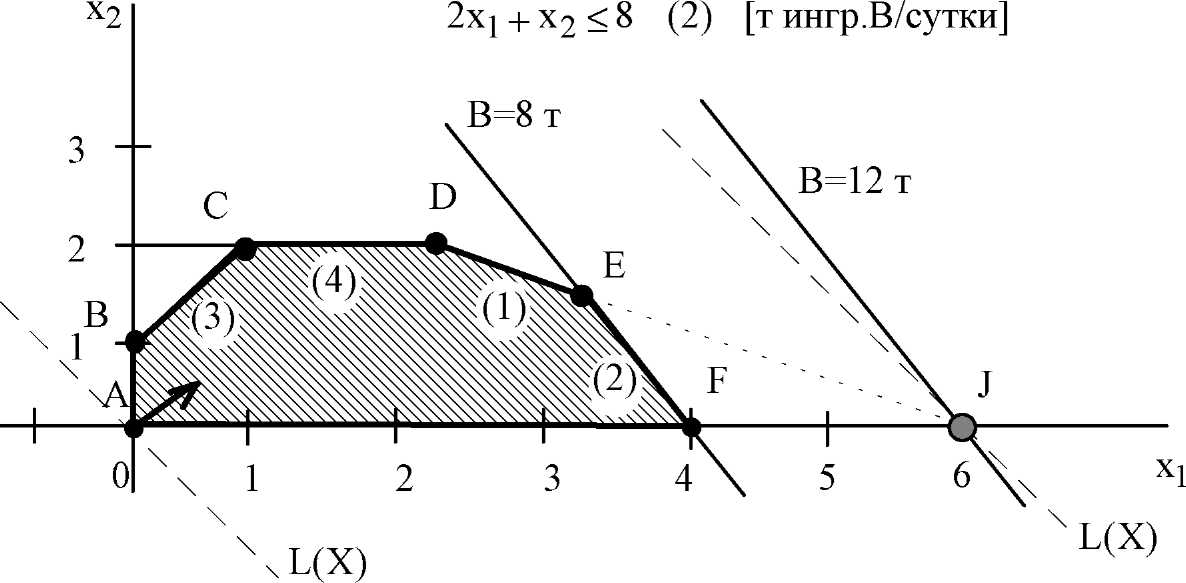 x₂
2x₁ + x₂ ≤ 8 (2) [т ингр.В/сутки]
В=8 т
3
В=12 т
C
D
2
E
(4)
(1)
B
(3)
1
(2)
F
J
A
0
1
2
3
4
5
6
x₁
L(X)
L(X)